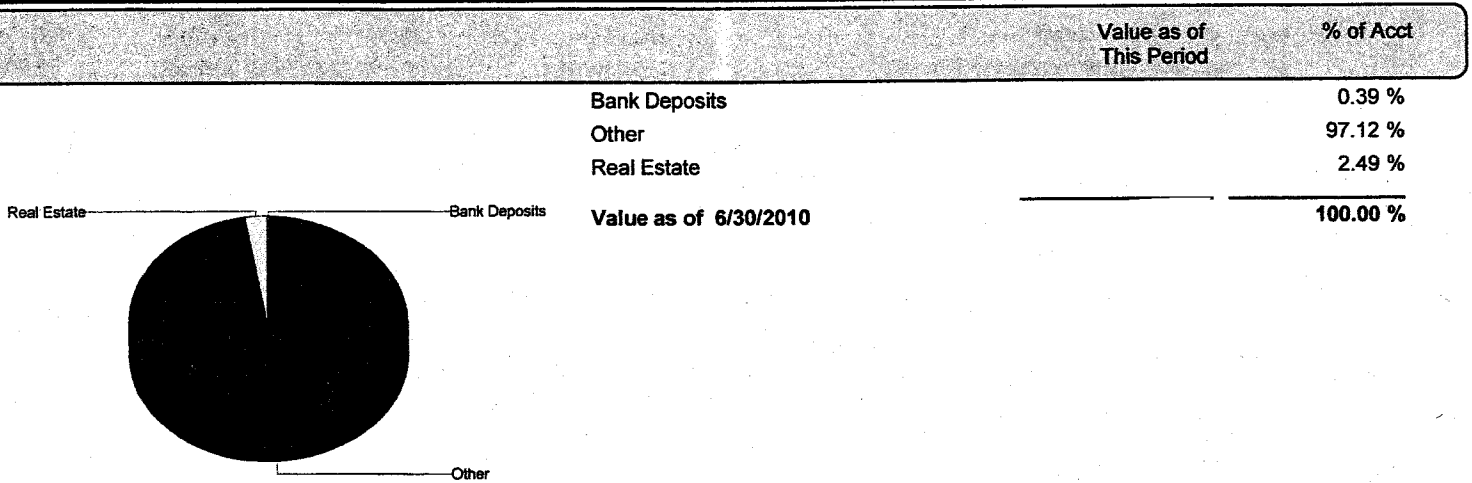 Value as of % of Acct
This Period
Bank Deposits 0.39 %
Other 97.12 %
Real Estate 2.49 %
Value as of 6/30/2010 100.00 %
Real Estate Bank Deposits
Other